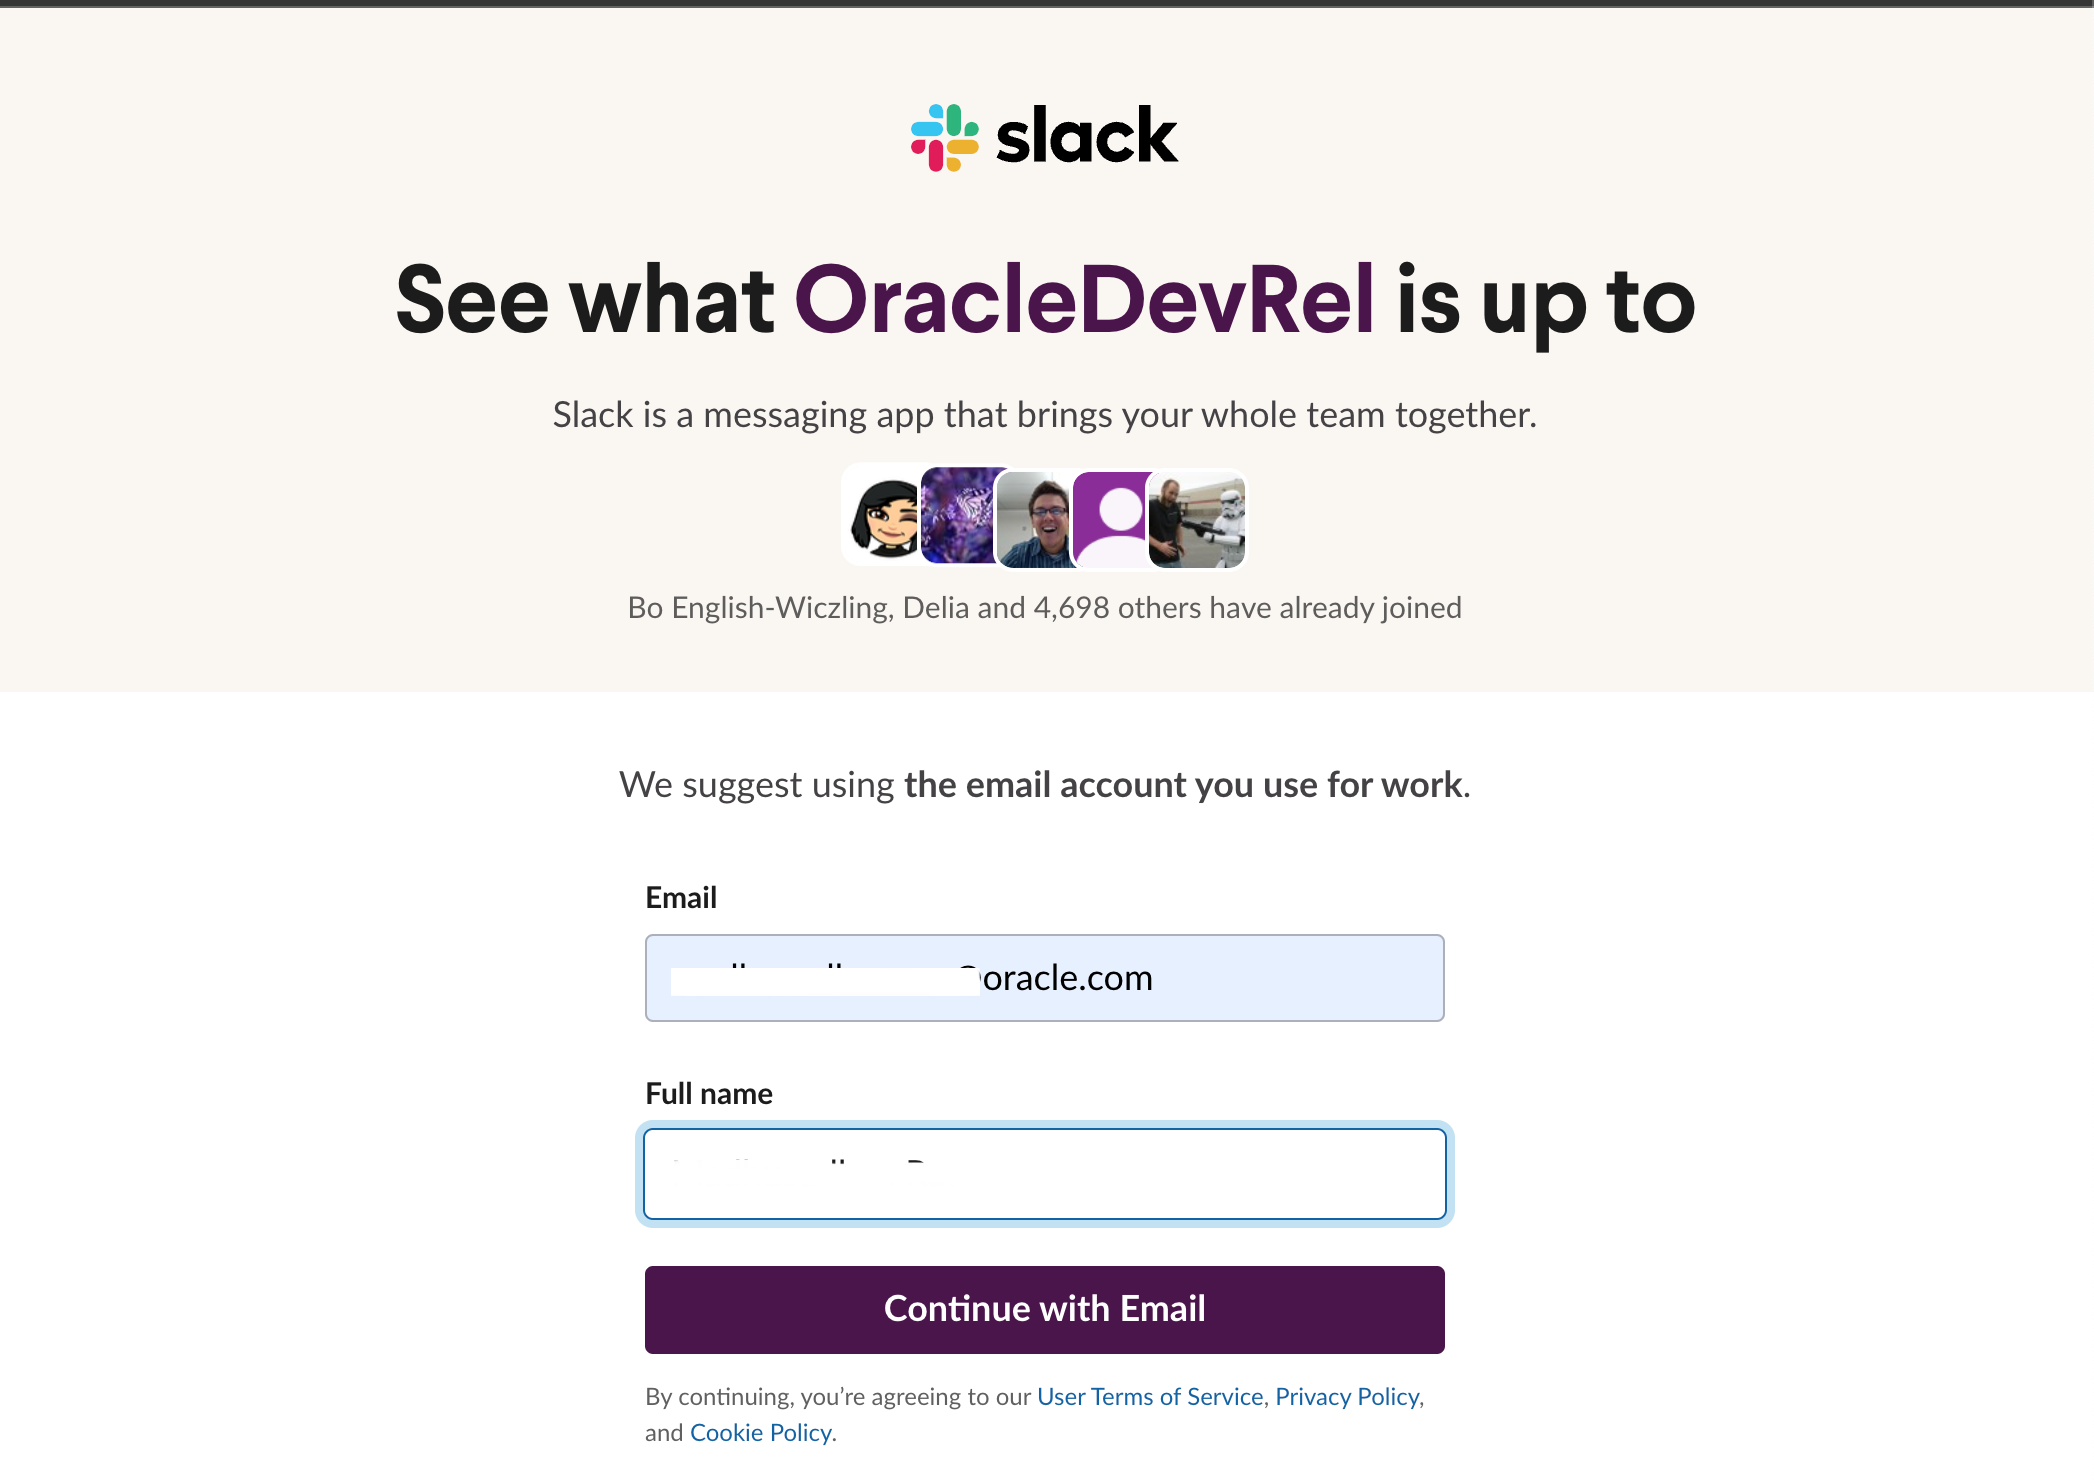 slack
See what OracleDevRel is up to
Slack is a messaging app that brings your whole team together.
Bo English-Wiczling, Delia and 4,698 others have already joined
We suggest using the email account you use for work.
Email
@oracle.com
Full name
Continue with Email
By continuing, you’re agreeing to our User Terms of Service, Privacy Policy,
and Cookie Policy.